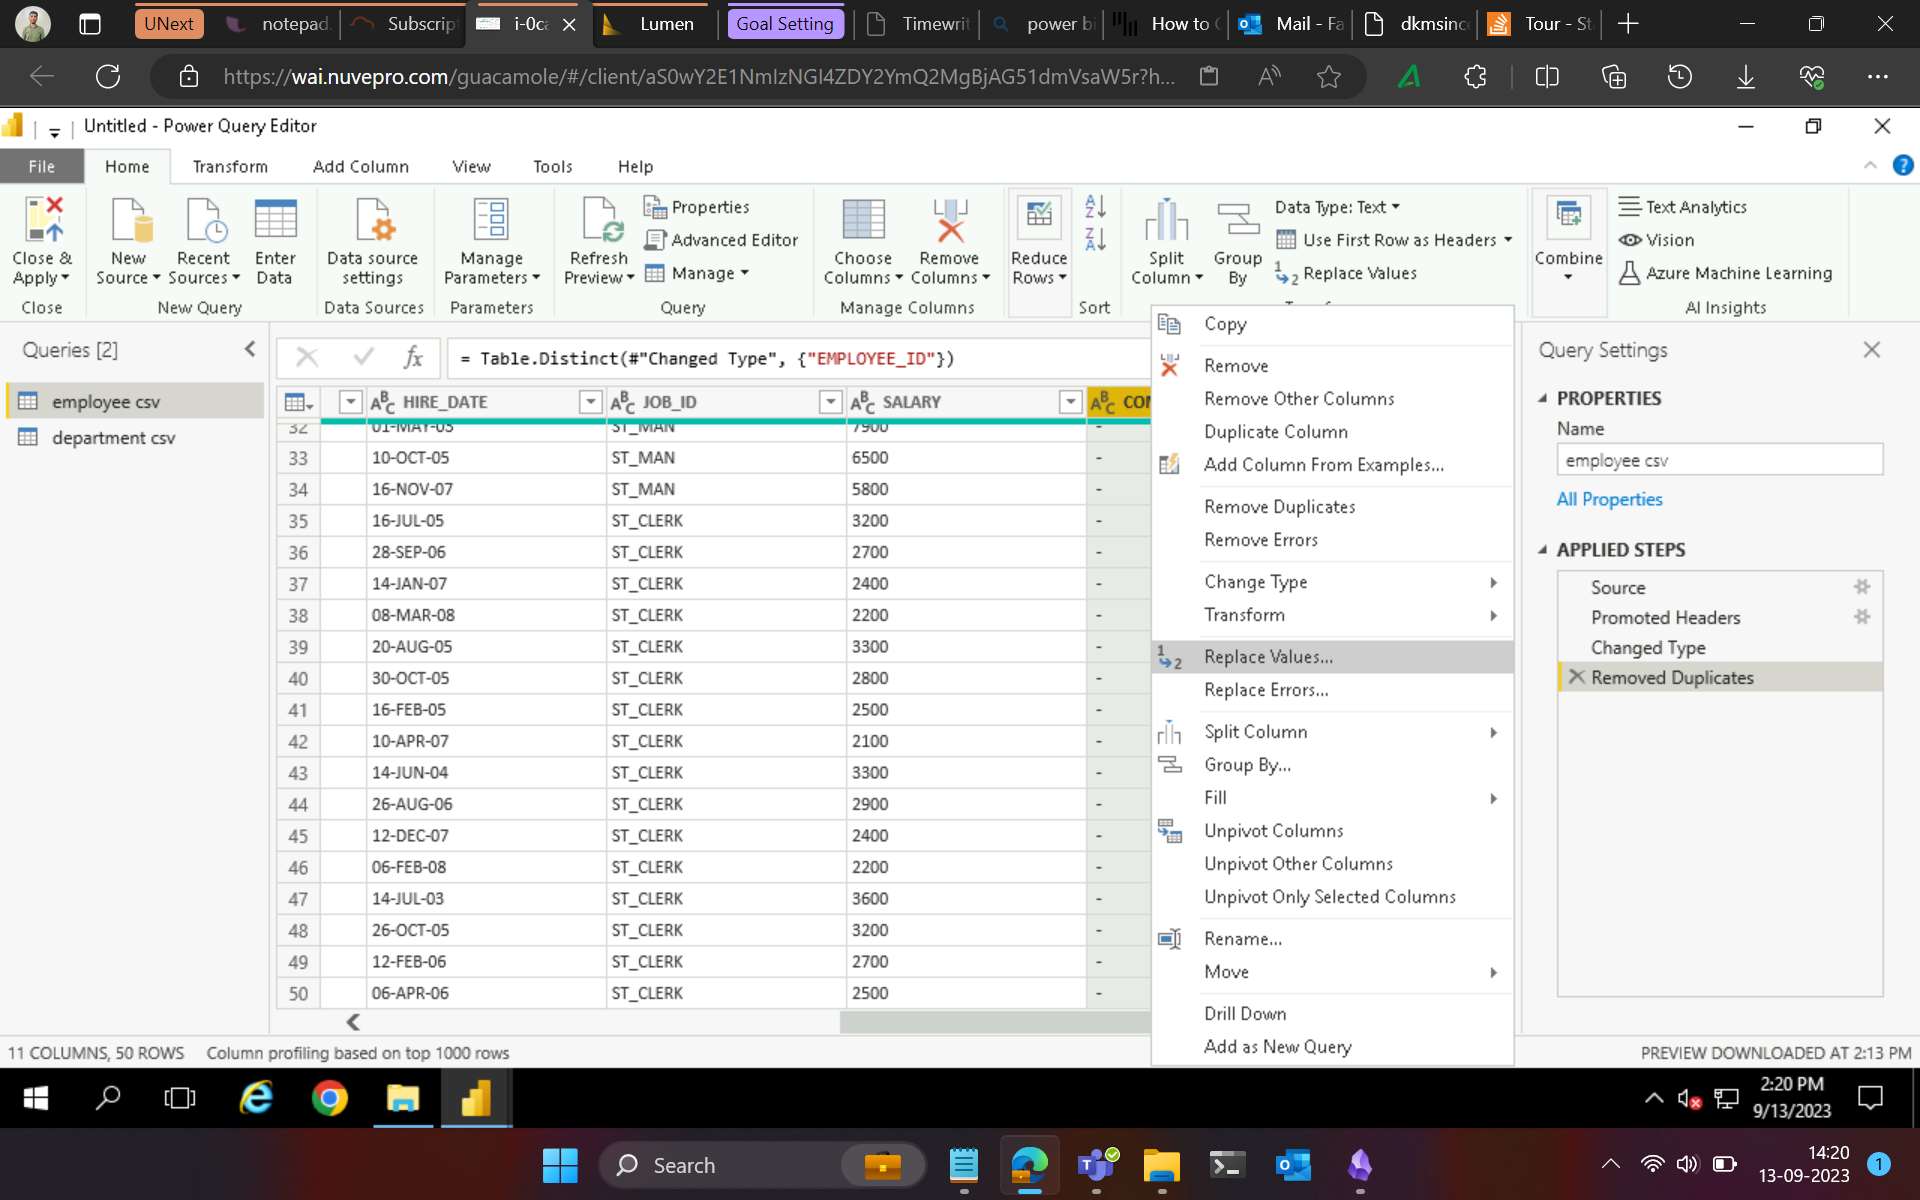 UNext
notepad.
Subscrip
i-0ca
Lumen
Goal Setting
Timewrit
power bi
How to
Mail - Fa
dkmsinc
Tour - St
https://wai.nuvepro.com/guacamole/#/client/aS0wY2E1NmIzNGI4ZDY2YmQ2MgBjAG51dmVsaW5r?h...
Untitled - Power Query Editor
File Home Transform Add Column View Tools Help
Close & Apply
Close
New Source
Recent Sources
Enter Data
New Query
Data source settings
Data Sources
Manage Parameters
Parameters
Refresh Preview
Properties
Advanced Editor
Manage
Query
Choose Columns
Remove Columns
Manage Columns
Reduce Rows
Sort
Split Column
Group By
Data Type: Text
Use First Row as Headers
Replace Values
Combine
Text Analytics
Vision
Azure Machine Learning
AI Insights
Queries [2]
employee csv
department csv
= Table.Distinct(#"Changed Type", {"EMPLOYEE_ID"})
HIRE_DATE JOB_ID SALARY
32 01-MAY-03 ST_MAN 7900 -
33 10-OCT-05 ST_MAN 6500 -
34 16-NOV-07 ST_MAN 5800 -
35 16-JUL-05 ST_CLERK 3200 -
36 28-SEP-06 ST_CLERK 2700 -
37 14-JAN-07 ST_CLERK 2400 -
38 08-MAR-08 ST_CLERK 2200 -
39 20-AUG-05 ST_CLERK 3300 -
40 30-OCT-05 ST_CLERK 2800 -
41 16-FEB-05 ST_CLERK 2500 -
42 10-APR-07 ST_CLERK 2100 -
43 14-JUN-04 ST_CLERK 3300 -
44 26-AUG-06 ST_CLERK 2900 -
45 12-DEC-07 ST_CLERK 2400 -
46 06-FEB-08 ST_CLERK 2200 -
47 14-JUL-03 ST_CLERK 3600 -
48 26-OCT-05 ST_CLERK 3200 -
49 12-FEB-06 ST_CLERK 2700 -
50 06-APR-06 ST_CLERK 2500 -
Copy
Remove
Remove Other Columns
Duplicate Column
Add Column From Examples...
Remove Duplicates
Remove Errors
Change Type
Transform
Replace Values...
Replace Errors...
Split Column
Group By...
Fill
Unpivot Columns
Unpivot Other Columns
Unpivot Only Selected Columns
Rename...
Move
Drill Down
Add as New Query
Query Settings
PROPERTIES
Name
employee csv
All Properties
APPLIED STEPS
Source
Promoted Headers
Changed Type
Removed Duplicates
11 COLUMNS, 50 ROWS Column profiling based on top 1000 rows
PREVIEW DOWNLOADED AT 2:13 PM
2:20 PM
9/13/2023
Search
14:20
13-09-2023
1